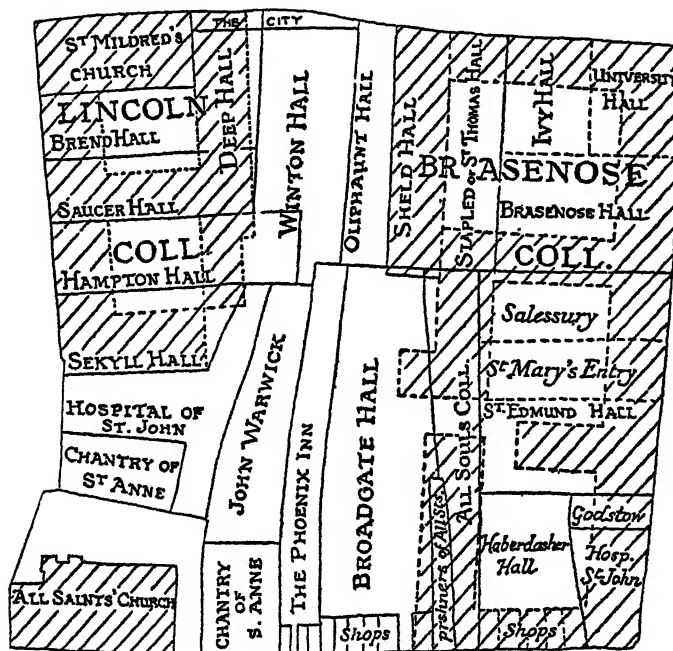 THE CITY
ST MILDRED'S
CHURCH
LINCOLN
BREND HALL
DEEP HALL
SAUCER HALL
COLL
HAMPTON HALL
SEKYLL HALL
WINTON HALL
OLIPHAUNT HALL
SHELD HALL
STAPLED OR ST THOMAS HALL
IVY HALL
UNIVERSITY
HALL
BRASENOSE
BRASENOSE HALL
COLL.
Salessury
St Mary's Entry
ST EDMUND HALL
HOSPITAL OF
ST. JOHN
CHANTRY OF
ST ANNE
JOHN WARWICK
THE PHOENIX INN
BROADGATE HALL
ALL SOULS COLL
Godstow
Haberdasher
Hall
Hosp.
St John
ALL SAINTS' CHURCH
CHANTRY
OF
S. ANNE
Shops
Shops